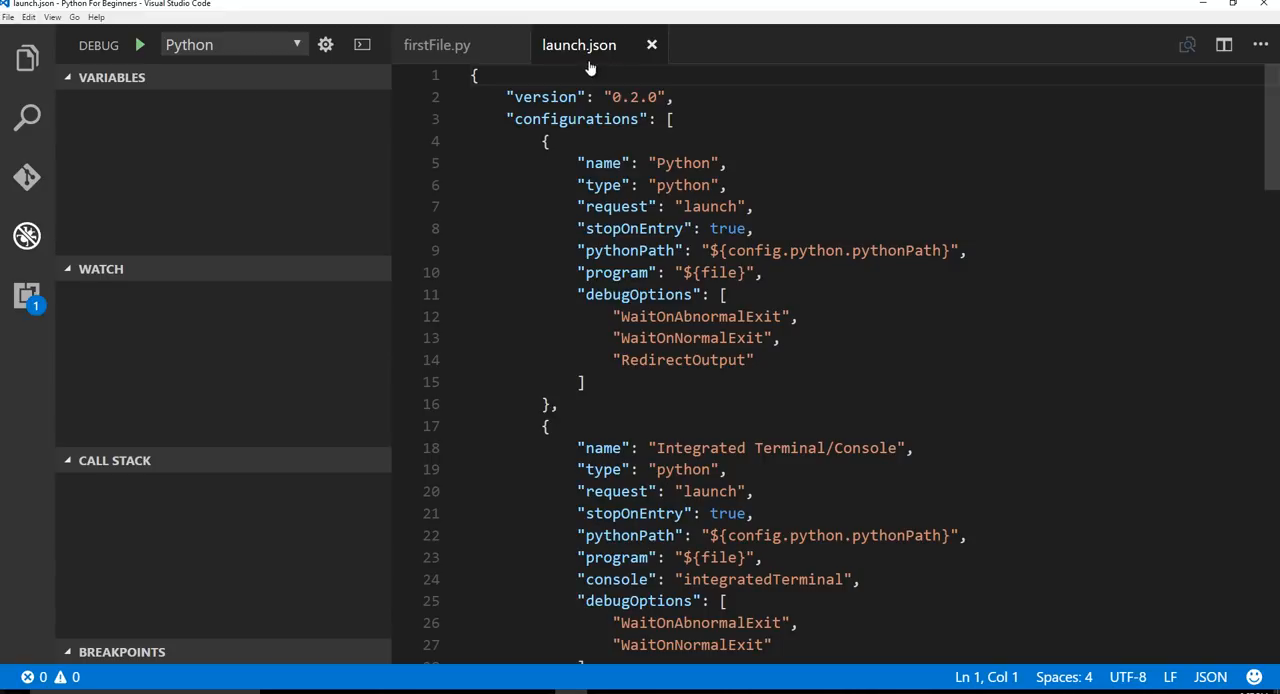 launch.json - Python For Beginners - Visual Studio Code
File Edit View Go Help
DEBUG Python
firstFile.py launch.json
VARIABLES
WATCH
CALL STACK
BREAKPOINTS
1
1 {
2 "version": "0.2.0",
3 "configurations": [
4 {
5 "name": "Python",
6 "type": "python",
7 "request": "launch",
8 "stopOnEntry": true,
9 "pythonPath": "${config.python.pythonPath}",
10 "program": "${file}",
11 "debugOptions": [
12 "WaitOnAbnormalExit",
13 "WaitOnNormalExit",
14 "RedirectOutput"
15 ]
16 },
17 {
18 "name": "Integrated Terminal/Console",
19 "type": "python",
20 "request": "launch",
21 "stopOnEntry": true,
22 "pythonPath": "${config.python.pythonPath}",
23 "program": "${file}",
24 "console": "integratedTerminal",
25 "debugOptions": [
26 "WaitOnAbnormalExit",
27 "WaitOnNormalExit"
0 0 Ln 1, Col 1 Spaces: 4 UTF-8 LF JSON